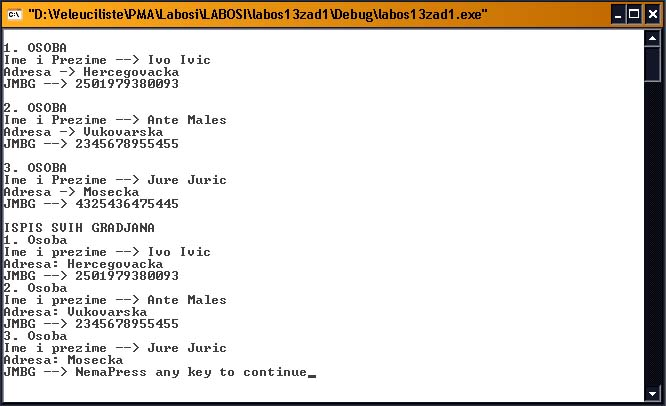 "D:\Veleuciliste\PMA\Labosi\LABOSI\labos13zad1\Debug\labos13zad1.exe"
1. OSOBA
Ime i Prezime --> Ivo Ivic
Adresa -> Hercegovacka
JMBG --> 2501979380093
2. OSOBA
Ime i Prezime --> Ante Males
Adresa -> Vukovarska
JMBG --> 2345678955455
3. OSOBA
Ime i Prezime --> Jure Juric
Adresa -> Mosecka
JMBG --> 4325436475445
ISPIS SVIH GRADJANA
1. Osoba
Ime i prezime --> Ivo Ivic
Adresa: Hercegovacka
JMBG --> 2501979380093
2. Osoba
Ime i prezime --> Ante Males
Adresa: Vukovarska
JMBG --> 2345678955455
3. Osoba
Ime i prezime --> Jure Juric
Adresa: Mosecka
JMBG --> NemaPress any key to continue_